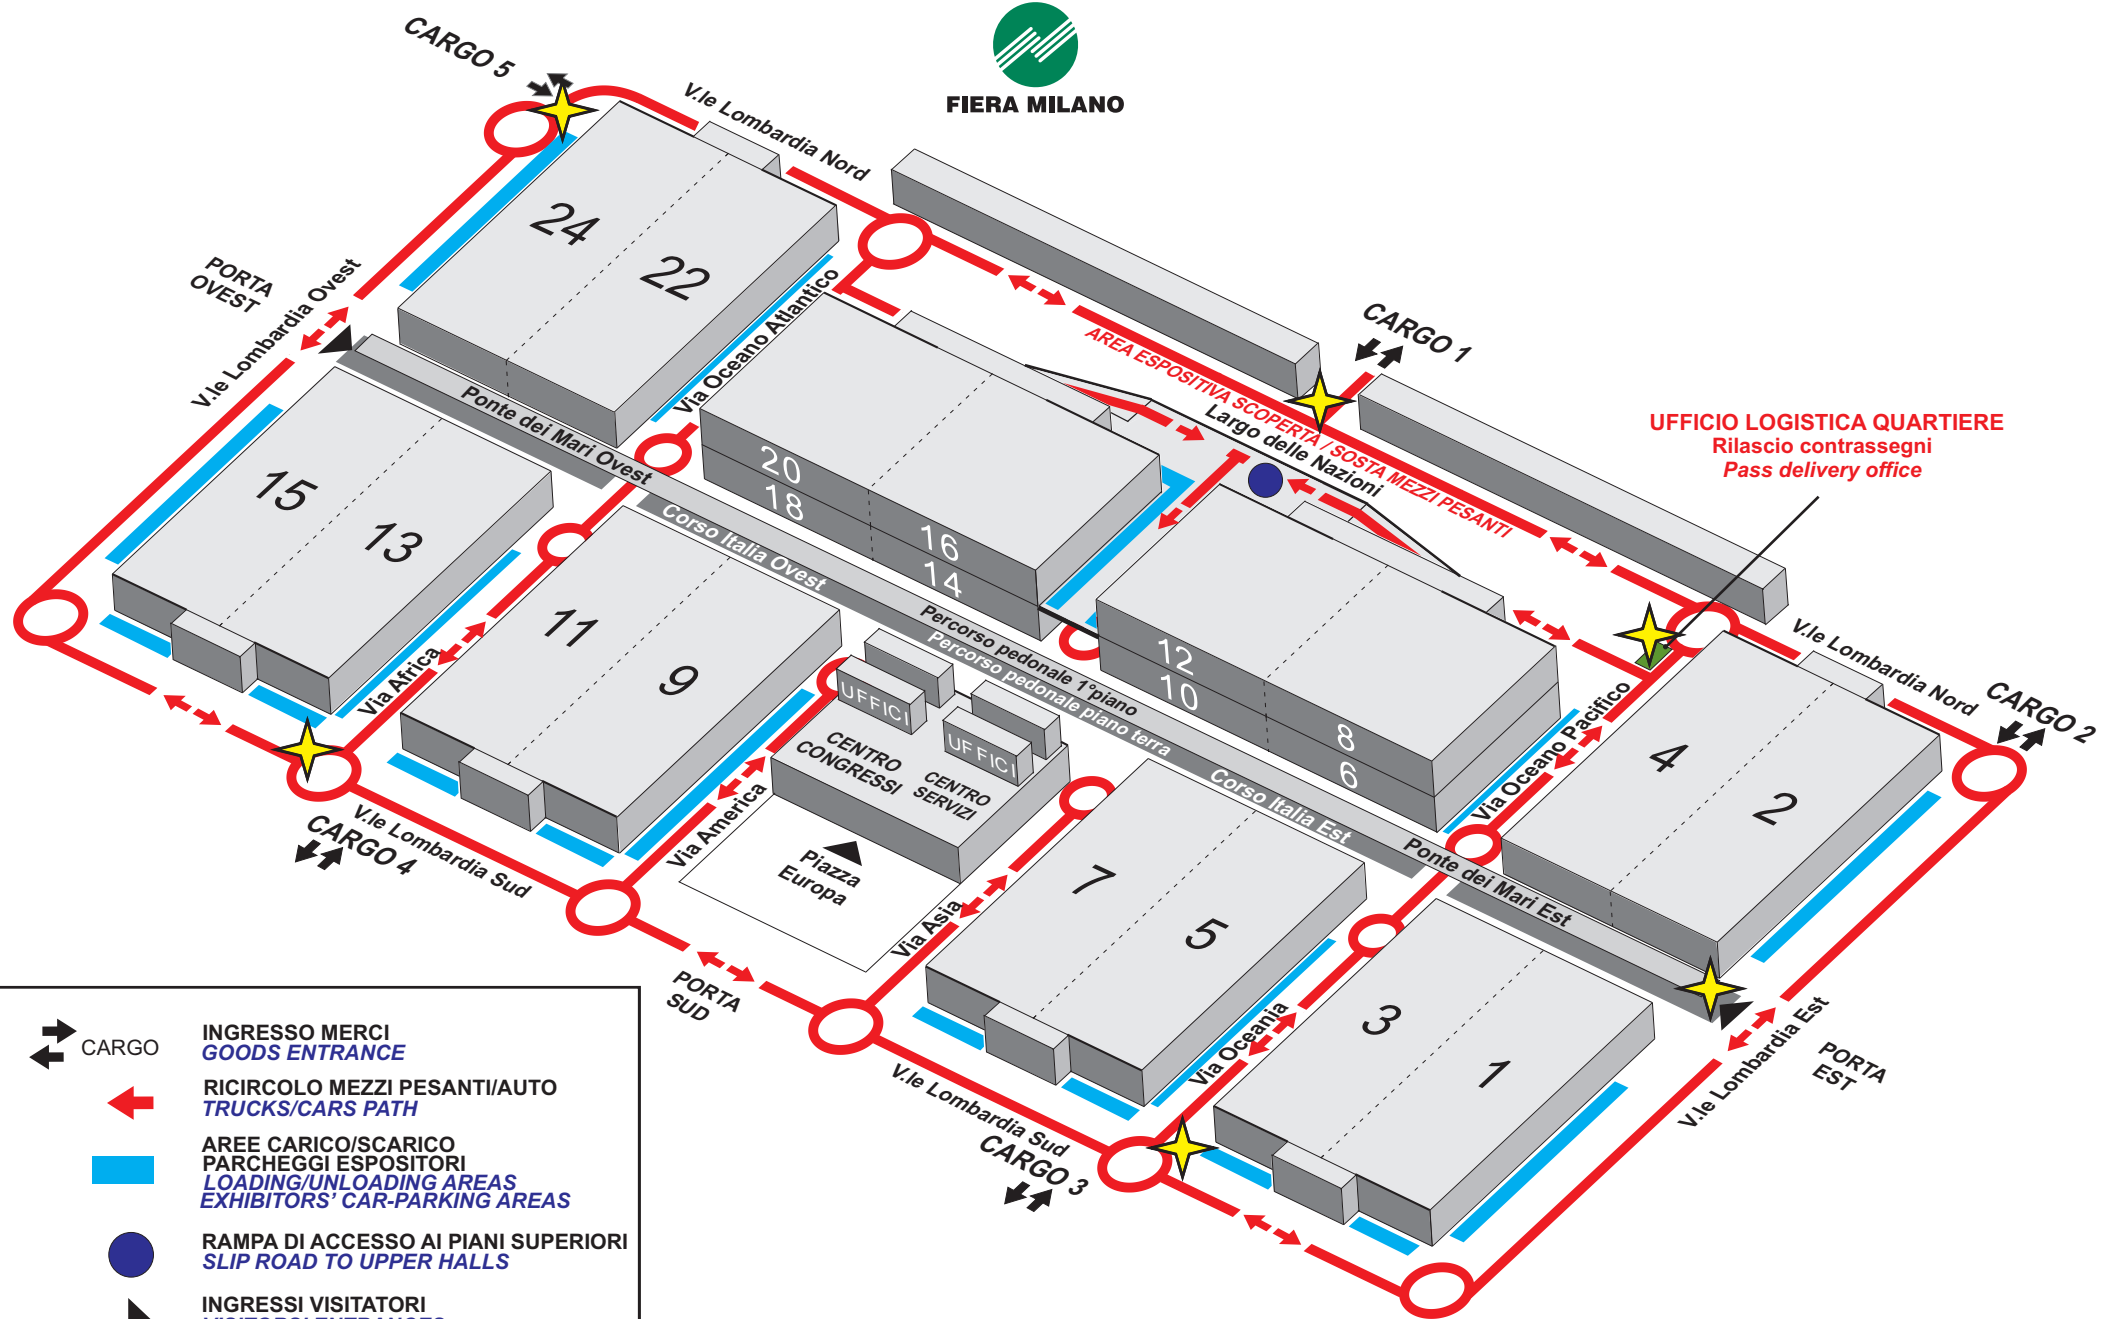 FIERA MILANO
CARGO 5
V.le Lombardia Nord
24
22
PORTA
OVEST
V.le Lombardia Ovest
Via Oceano Atlantico
CARGO 1
AREA ESPOSITIVA SCOPERTA / SOSTA MEZZI PESANTI
Largo delle Nazioni
UFFICIO LOGISTICA QUARTIERE
Rilascio contrassegni
Pass delivery office
Ponte dei Mari Ovest
15
13
20
18
16
14
Corso Italia Ovest
Percorso pedonale 1°piano
Percorso pedonale piano terra
11
9
12
10
8
6
V.le Lombardia Nord
CARGO 2
Via Africa
UFFICI
UFFICI
CENTRO
CONGRESSI
CENTRO
SERVIZI
Via Oceano Pacifico
4
2
Corso Italia Est
Ponte dei Mari Est
CARGO 4
V.le Lombardia Sud
Via America
Piazza
Europa
Via Asia
7
5
PORTA
SUD
3
1
Via Oceania
V.le Lombardia Est
PORTA
EST
V.le Lombardia Sud
CARGO 3
CARGO
INGRESSO MERCI
GOODS ENTRANCE
RICIRCOLO MEZZI PESANTI/AUTO
TRUCKS/CARS PATH
AREE CARICO/SCARICO
PARCHEGGI ESPOSITORI
LOADING/UNLOADING AREAS
EXHIBITORS' CAR-PARKING AREAS
RAMPA DI ACCESSO AI PIANI SUPERIORI
SLIP ROAD TO UPPER HALLS
INGRESSI VISITATORI
VISITORS' ENTRANCES